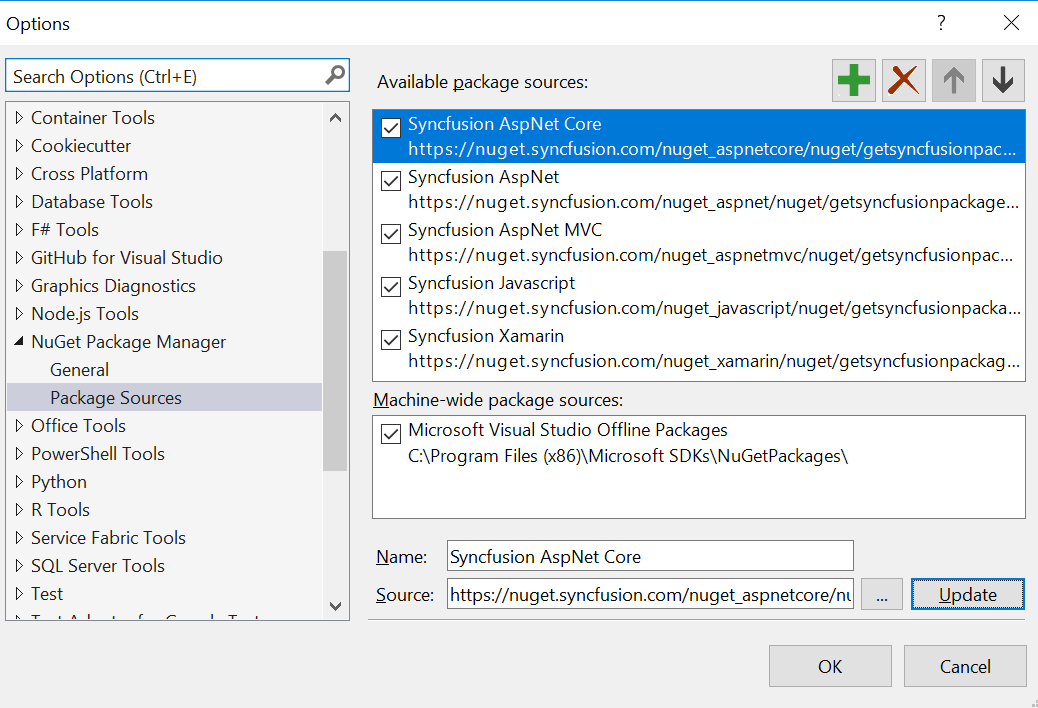 Options
?
Search Options (Ctrl+E)
Container Tools
Cookiecutter
Cross Platform
Database Tools
F# Tools
GitHub for Visual Studio
Graphics Diagnostics
Node.js Tools
NuGet Package Manager
General
Package Sources
Office Tools
PowerShell Tools
Python
R Tools
Service Fabric Tools
SQL Server Tools
Test
Available package sources:
Syncfusion AspNet Core
https://nuget.syncfusion.com/nuget_aspnetcore/nuget/getsyncfusionpac...
Syncfusion AspNet
https://nuget.syncfusion.com/nuget_aspnet/nuget/getsyncfusionpackage...
Syncfusion AspNet MVC
https://nuget.syncfusion.com/nuget_aspnetmvc/nuget/getsyncfusionpac...
Syncfusion Javascript
https://nuget.syncfusion.com/nuget_javascript/nuget/getsyncfusionpacka...
Syncfusion Xamarin
https://nuget.syncfusion.com/nuget_xamarin/nuget/getsyncfusionpackag...
Machine-wide package sources:
Microsoft Visual Studio Offline Packages
C:\Program Files (x86)\Microsoft SDKs\NuGetPackages\
Name: Syncfusion AspNet Core
Source: https://nuget.syncfusion.com/nuget_aspnetcore/nu ... Update
OK Cancel